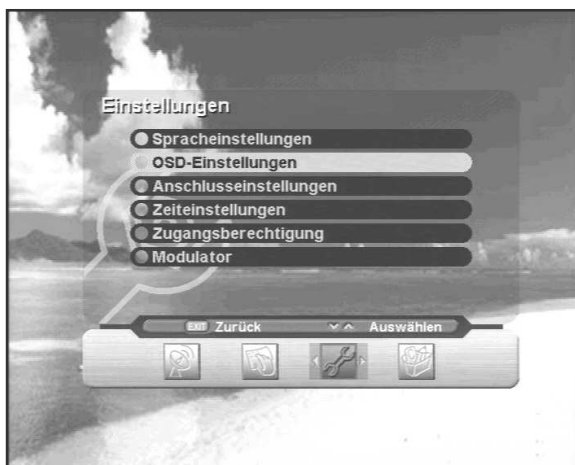 Einstellungen
Spracheinstellungen
OSD-Einstellungen
Anschlusseinstellungen
Zeiteinstellungen
Zugangsberechtigung
Modulator
EXIT Zurück Auswählen